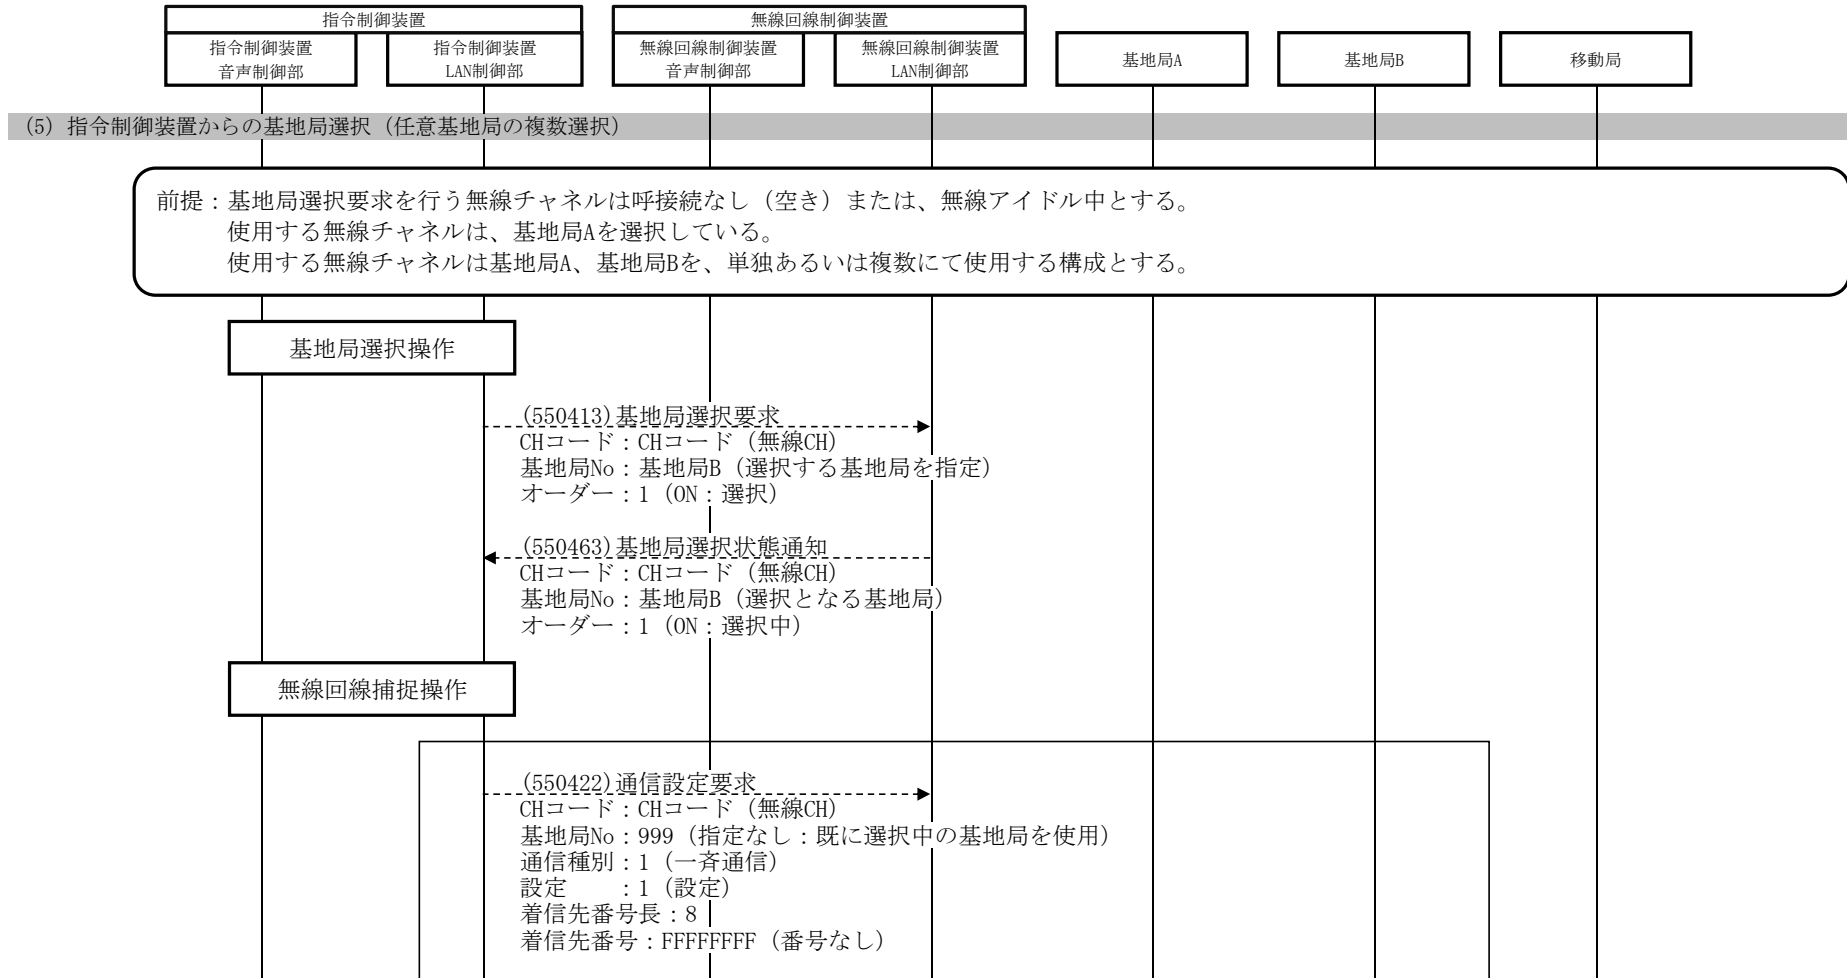 指令制御装置
無線回線制御装置
指令制御装置
音声制御部
指令制御装置
LAN制御部
無線回線制御装置
音声制御部
無線回線制御装置
LAN制御部
基地局A
基地局B
移動局
(5) 指令制御装置からの基地局選択（任意基地局の複数選択）
前提：基地局選択要求を行う無線チャネルは呼接続なし（空き）または、無線アイドル中とする。
使用する無線チャネルは、基地局Aを選択している。
使用する無線チャネルは基地局A、基地局Bを、単独あるいは複数にて使用する構成とする。
基地局選択操作
(550413)基地局選択要求
CHコード：CHコード（無線CH）
基地局No：基地局B（選択する基地局を指定）
オーダー：1（ON：選択）
(550463)基地局選択状態通知
CHコード：CHコード（無線CH）
基地局No：基地局B（選択となる基地局）
オーダー：1（ON：選択中）
無線回線捕捉操作
(550422)通信設定要求
CHコード：CHコード（無線CH）
基地局No：999（指定なし：既に選択中の基地局を使用）
通信種別：1（一斉通信）
設定　　：1（設定）
着信先番号長：8
着信先番号：FFFFFFFF（番号なし）